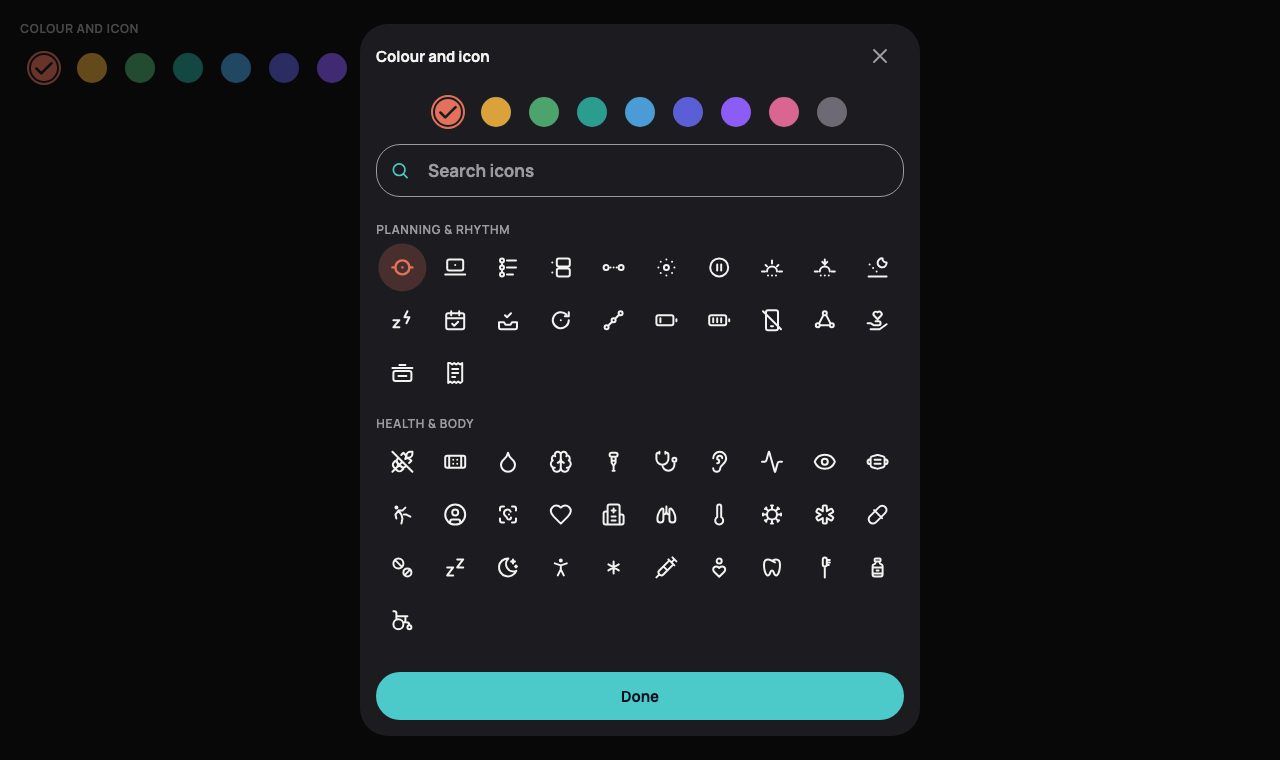 COLOUR AND ICON
Colour and icon
Search icons
PLANNING & RHYTHM
HEALTH & BODY
Done